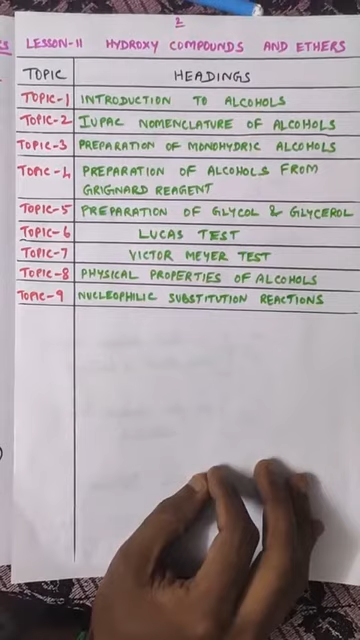 2
LESSON-11 HYDROXY COMPOUNDS AND ETHERS
TOPIC HEADINGS
TOPIC-1 INTRODUCTION TO ALCOHOLS
TOPIC-2 IUPAC NOMENCLATURE OF ALCOHOLS
TOPIC-3 PREPARATION OF MONOHYDRIC ALCOHOLS
TOPIC-4 PREPARATION OF ALCOHOLS FROM
GRIGNARD REAGENT
TOPIC-5 PREPARATION OF GLYCOL & GLYCEROL
TOPIC-6 LUCAS TEST
TOPIC-7 VICTOR MEYER TEST
TOPIC-8 PHYSICAL PROPERTIES OF ALCOHOLS
TOPIC-9 NUCLEOPHILIC SUBSTITUTION REACTIONS